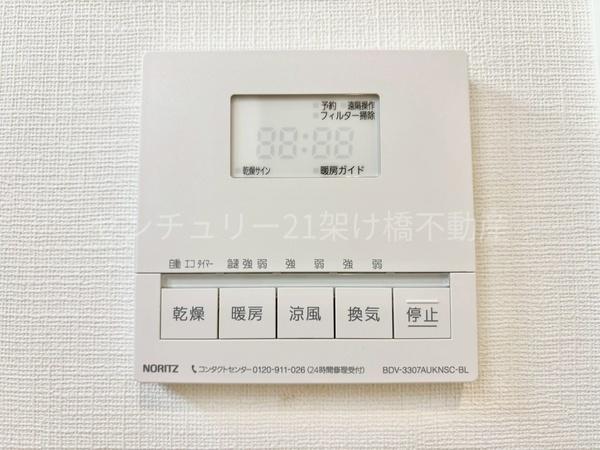 予約 遠隔操作
フィルター掃除
88:88
乾燥サイン 暖房ガイド
センチュリー21架け橋不動産
自動 エコ タイマー 急速 強 弱 強 弱 強 弱
乾燥 暖房 涼風 換気 停止
NORITZ コンタクトセンター 0120-911-026 (24時間修理受付) BDV-3307AUKNSC-BL